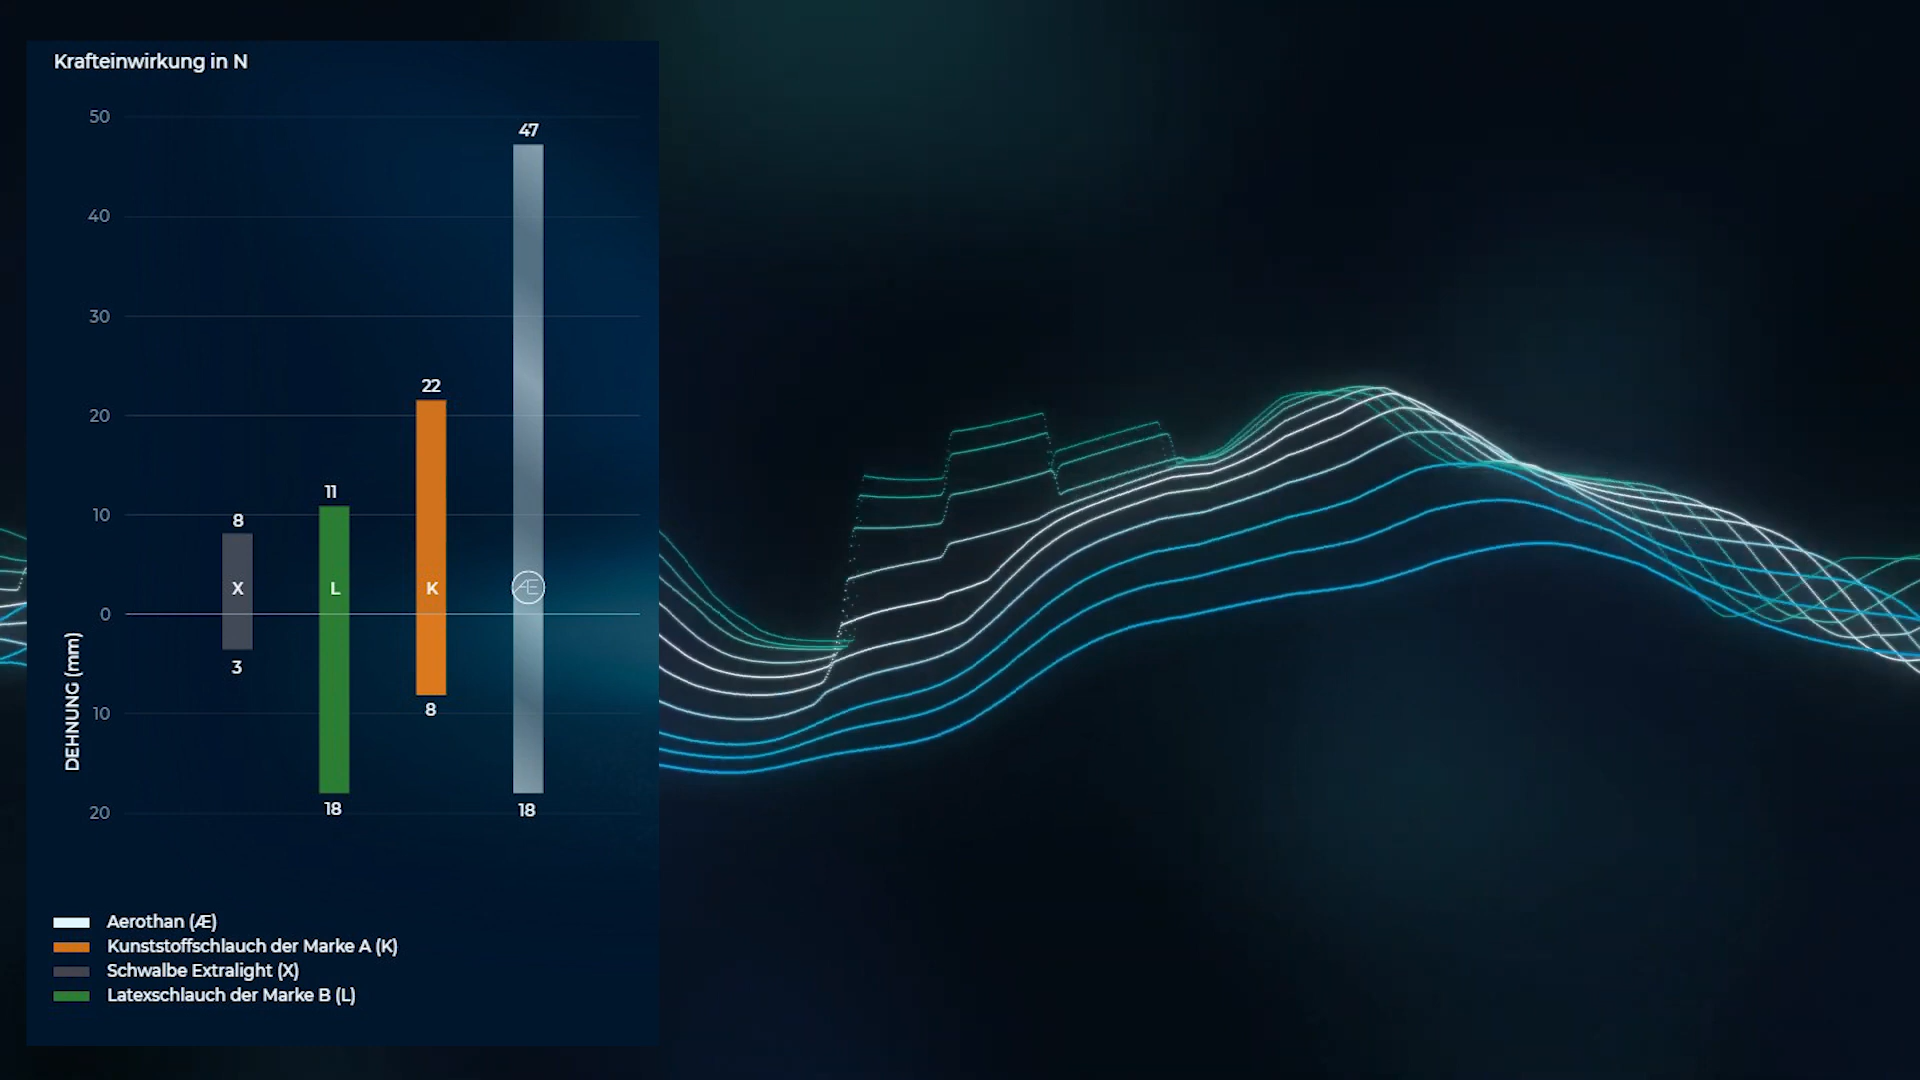 Krafteinwirkung in N
50
47
40
30
22
20
11
10
8
X
L
K
Æ
0
3
DEHNUNG (mm)
8
10
18
18
20
Aerothan (Æ)
Kunststoffschlauch der Marke A (K)
Schwalbe Extralight (X)
Latexschlauch der Marke B (L)